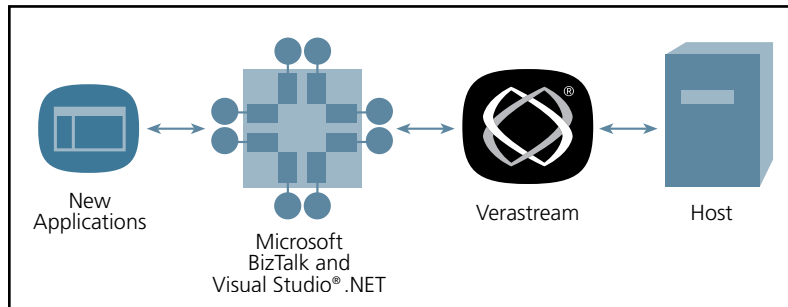 ®
New
Applications
Microsoft
BizTalk and
Visual Studio® .NET
Verastream
Host